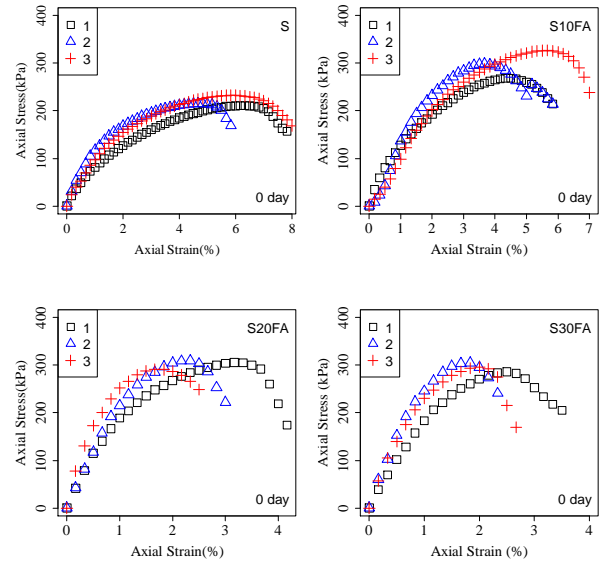 1 S
2
3
Axial Stress(kPa)
0 100 200 300 400
0 day
0 2 4 6 8
Axial Strain(%)
1 S10FA
2
3
Axial Stress (kPa)
0 100 200 300 400
0 day
0 1 2 3 4 5 6 7
Axial Strain (%)
1 S20FA
2
3
Axial Stress(kPa)
0 100 200 300 400
0 day
0 1 2 3 4
Axial Strain(%)
1 S30FA
2
3
Axial Stress (kPa)
0 100 200 300 400
0 day
0 1 2 3 4
Axial Strain (%)